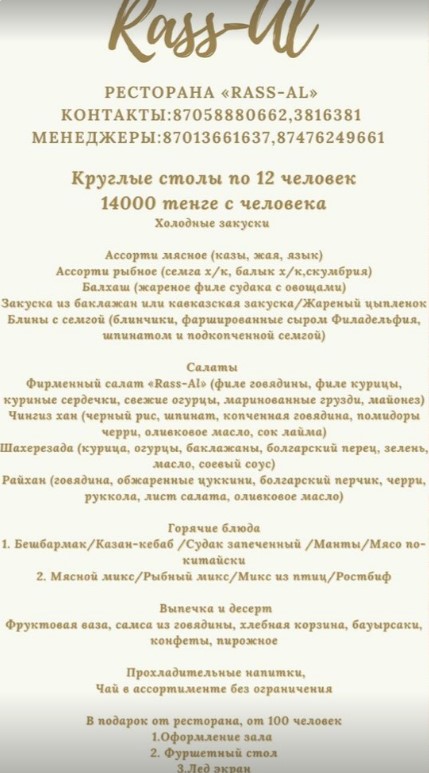 Rass-Al
РЕСТОРАНА «RASS-AL»
КОНТАКТЫ:87058880662,3816381
МЕНЕДЖЕРЫ:87013661637,87476249661
Круглые столы по 12 человек
14000 тенге с человека
Холодные закуски
Ассорти мясное (казы, жая, язык)
Ассорти рыбное (семга х/к, балык х/к,скумбрия)
Балхаш (жареное филе судака с овощами)
Закуска из баклажан или кавказская закуска/Жареный цыпленок
Блины с семгой (блинчики, фаршированные сыром Филадельфия,
шпинатом и подкопченной семгой)
Салаты
Фирменный салат «Rass-Al» (филе говядины, филе курицы,
куриные сердечки, свежие огурцы, маринованные грузди, майонез)
Чингиз хан (черный рис, шпинат, копченная говядина, помидоры
черри, оливковое масло, сок лайма)
Шахерезада (курица, огурцы, баклажаны, болгарский перец, зелень,
масло, соевый соус)
Райхан (говядина, обжаренные цуккини, болгарский перчик, черри,
руккола, лист салата, оливковое масло)
Горячие блюда
1. Бешбармак/Казан-кебаб /Судак запеченный /Манты/Мясо по-
китайски
2. Мясной микс/Рыбный микс/Микс из птиц/Ростбиф
Выпечка и десерт
Фруктовая ваза, самса из говядины, хлебная корзина, бауырсаки,
конфеты, пирожное
Прохладительные напитки,
Чай в ассортименте без ограничения
В подарок от ресторана, от 100 человек
1.Оформление зала
2. Фуршетный стол
3.Лед экран